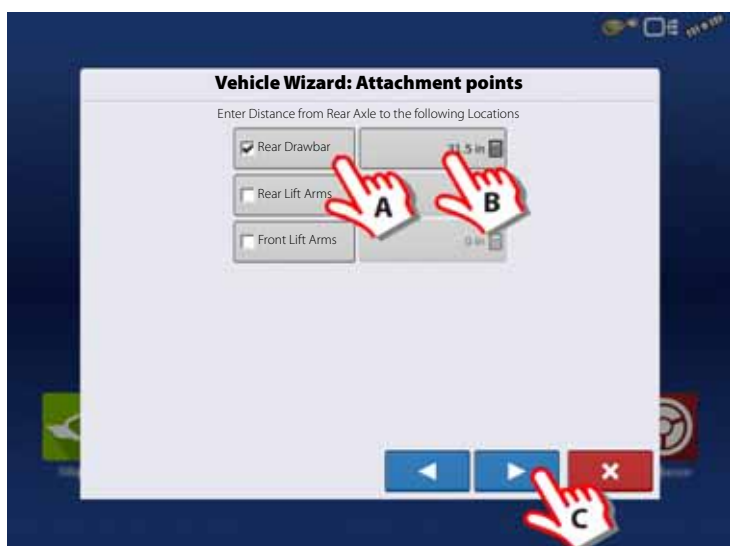 Vehicle Wizard: Attachment points
Enter Distance from Rear Axle to the following Locations
Rear Drawbar
31.5 in
A
B
Rear Lift Arms
Front Lift Arms
0 in
C